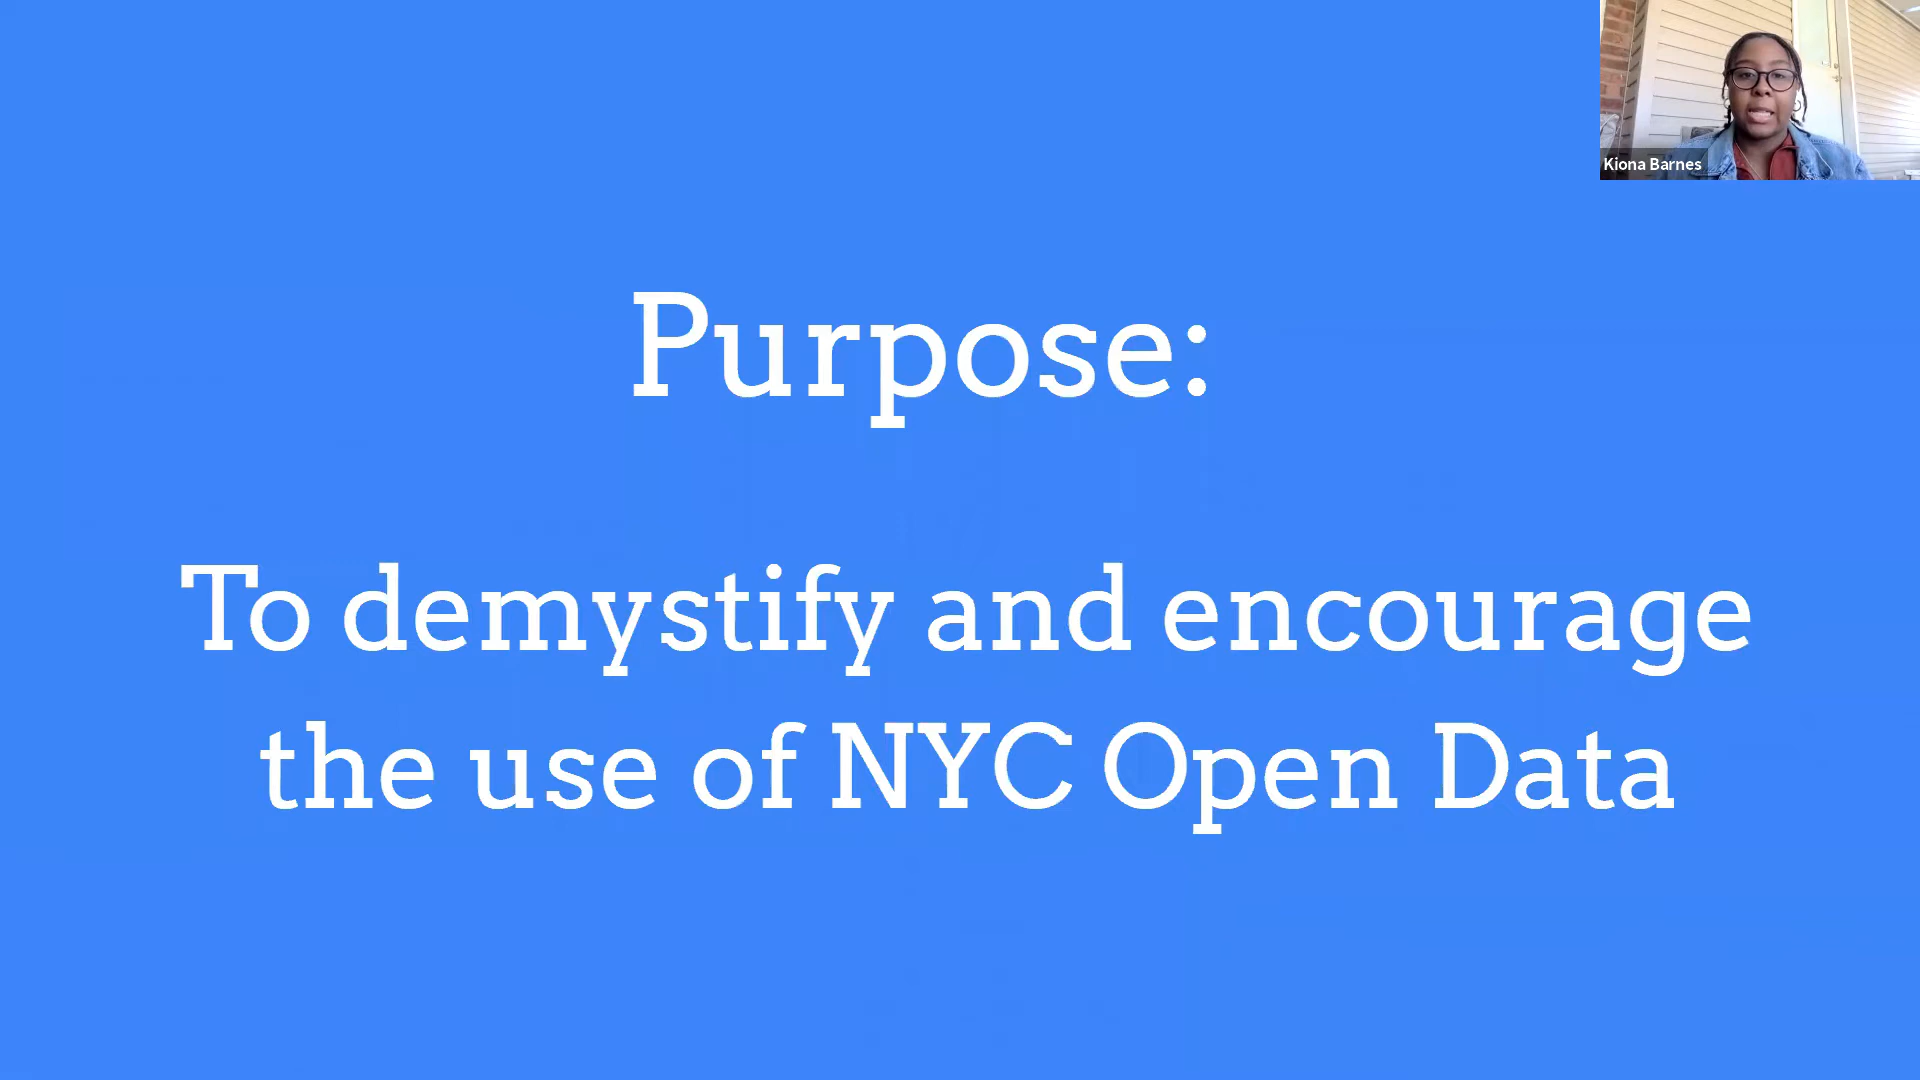 Kiona Barnes
Purpose:
To demystify and encourage
the use of NYC Open Data